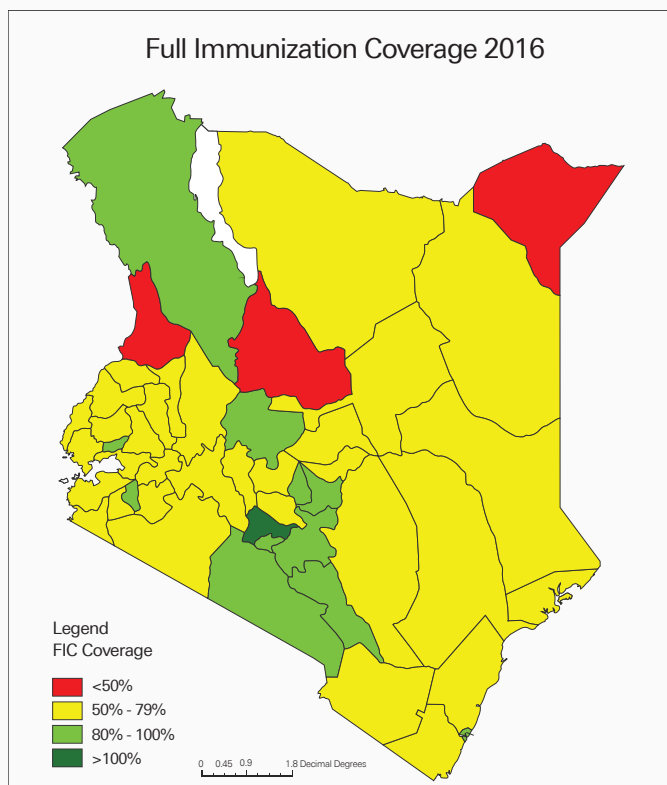 Full Immunization Coverage 2016
Legend
FIC Coverage
<50%
50% - 79%
80% - 100%
>100%
0 0.45 0.9 1.8 Decimal Degrees